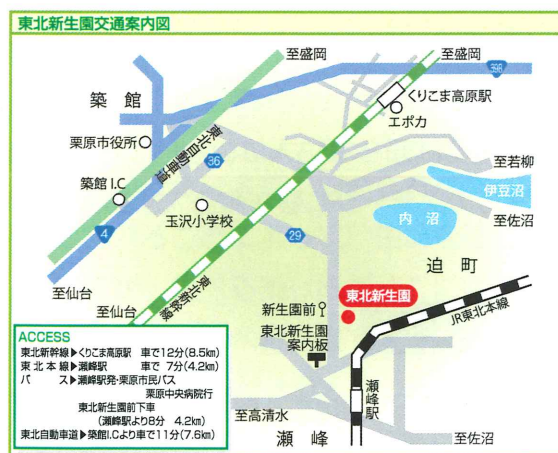 東北新生園交通案内図
至盛岡
至盛岡
398
築館
くりこま高原駅
エポカ
栗原市役所
東北自動車道
36
至若柳
築館I.C
伊豆沼
玉沢小学校
内沼
至佐沼
4
29
迫町
至仙台
東北新生園
至仙台
東北新幹線
新生園前
JR東北本線
東北新生園
案内板
ACCESS
東北新幹線▶くりこま高原駅 車で12分(8.5km)
東北本線▶瀬峰駅 車で 7分(4.2km)
バス▶瀬峰駅発・栗原市民バス
栗原中央病院行
東北新生園前下車
(瀬峰駅より8分 4.2km)
東北自動車道▶築館I.Cより車で11分(7.6km)
瀬峰駅
至高清水
瀬峰
至佐沼